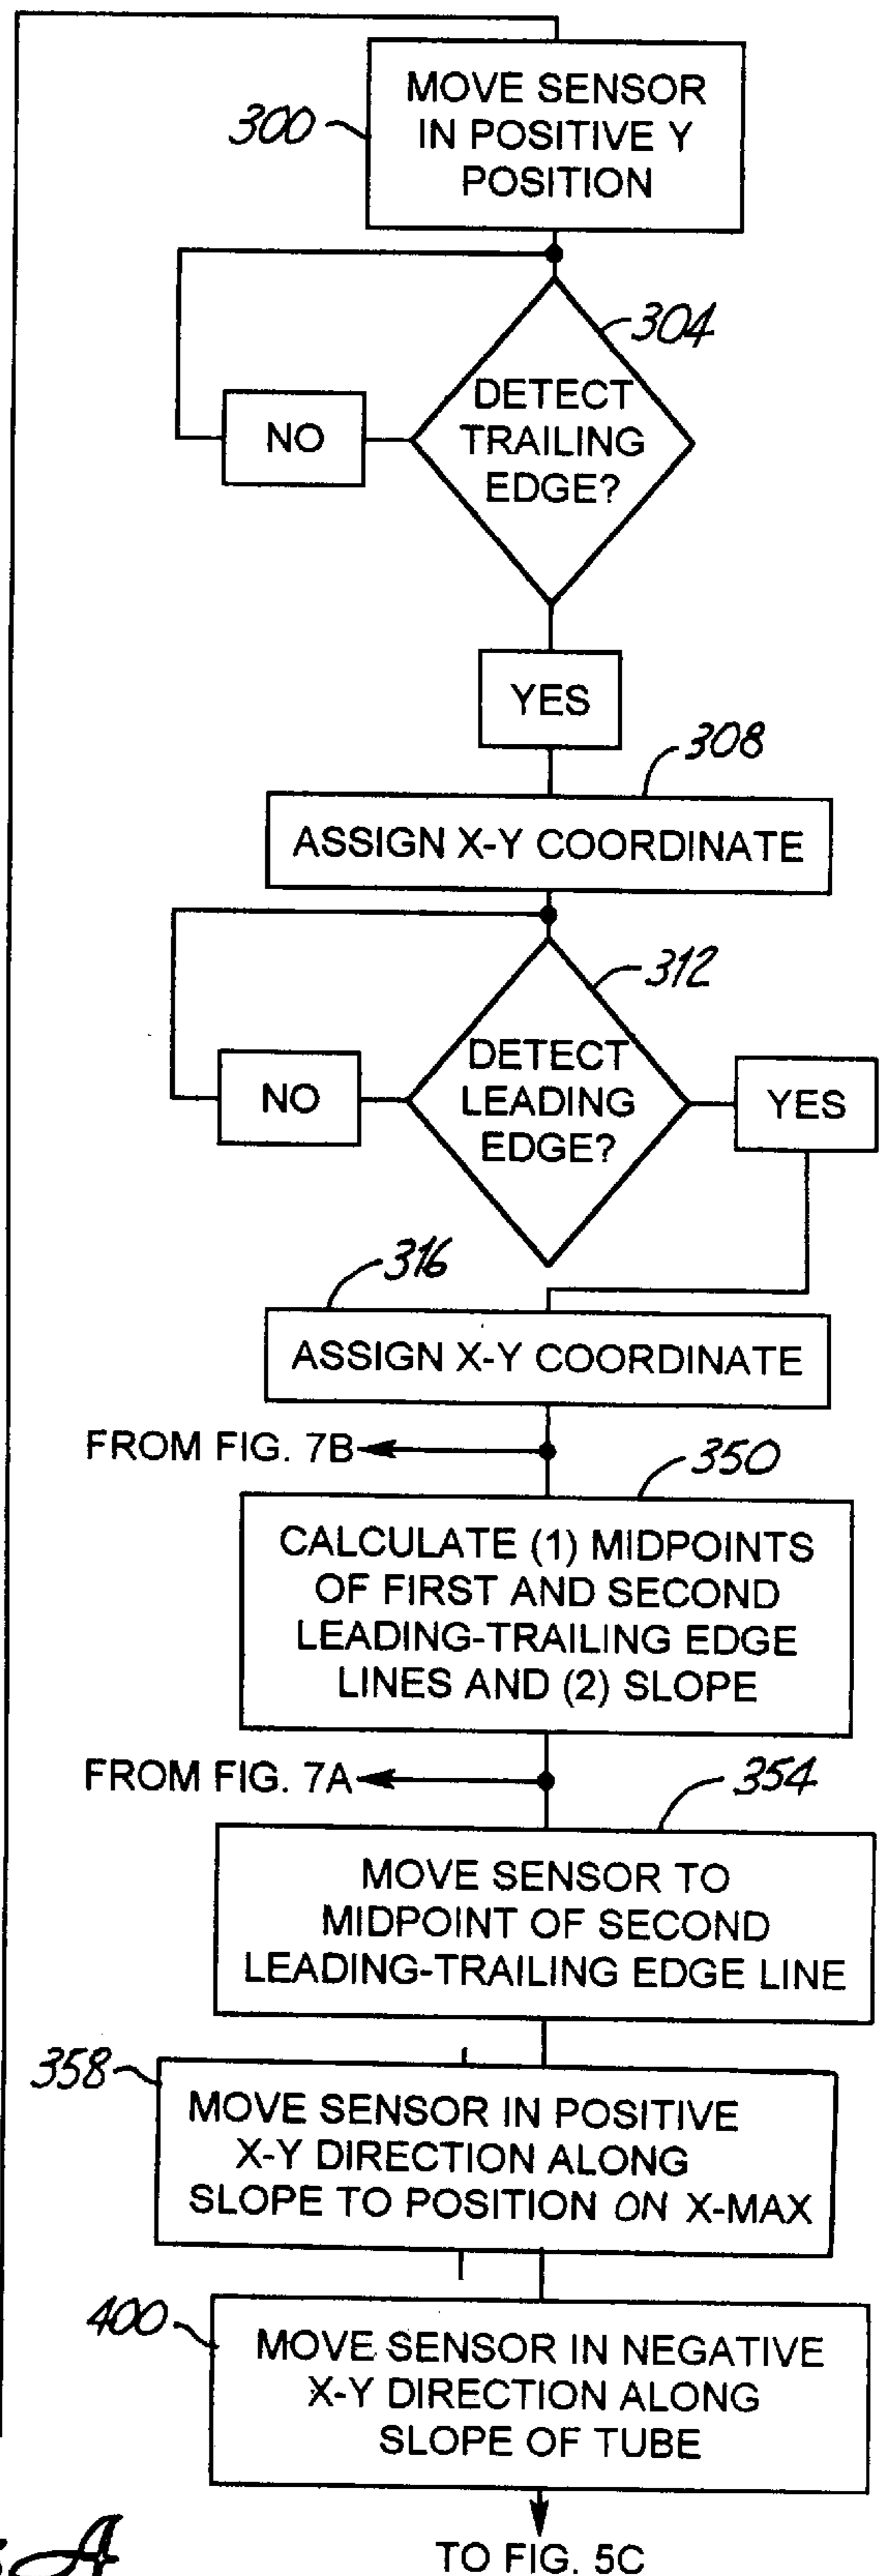 300
MOVE SENSOR
IN POSITIVE Y
POSITION
304
DETECT
TRAILING
EDGE?
NO
YES
308
ASSIGN X-Y COORDINATE
312
DETECT
LEADING
EDGE?
NO
YES
316
ASSIGN X-Y COORDINATE
FROM FIG. 7B
350
CALCULATE (1) MIDPOINTS
OF FIRST AND SECOND
LEADING-TRAILING EDGE
LINES AND (2) SLOPE
FROM FIG. 7A
354
MOVE SENSOR TO
MIDPOINT OF SECOND
LEADING-TRAILING EDGE LINE
358
MOVE SENSOR IN POSITIVE
X-Y DIRECTION ALONG
SLOPE TO POSITION ON X-MAX
400
MOVE SENSOR IN NEGATIVE
X-Y DIRECTION ALONG
SLOPE OF TUBE
A
TO FIG. 5C